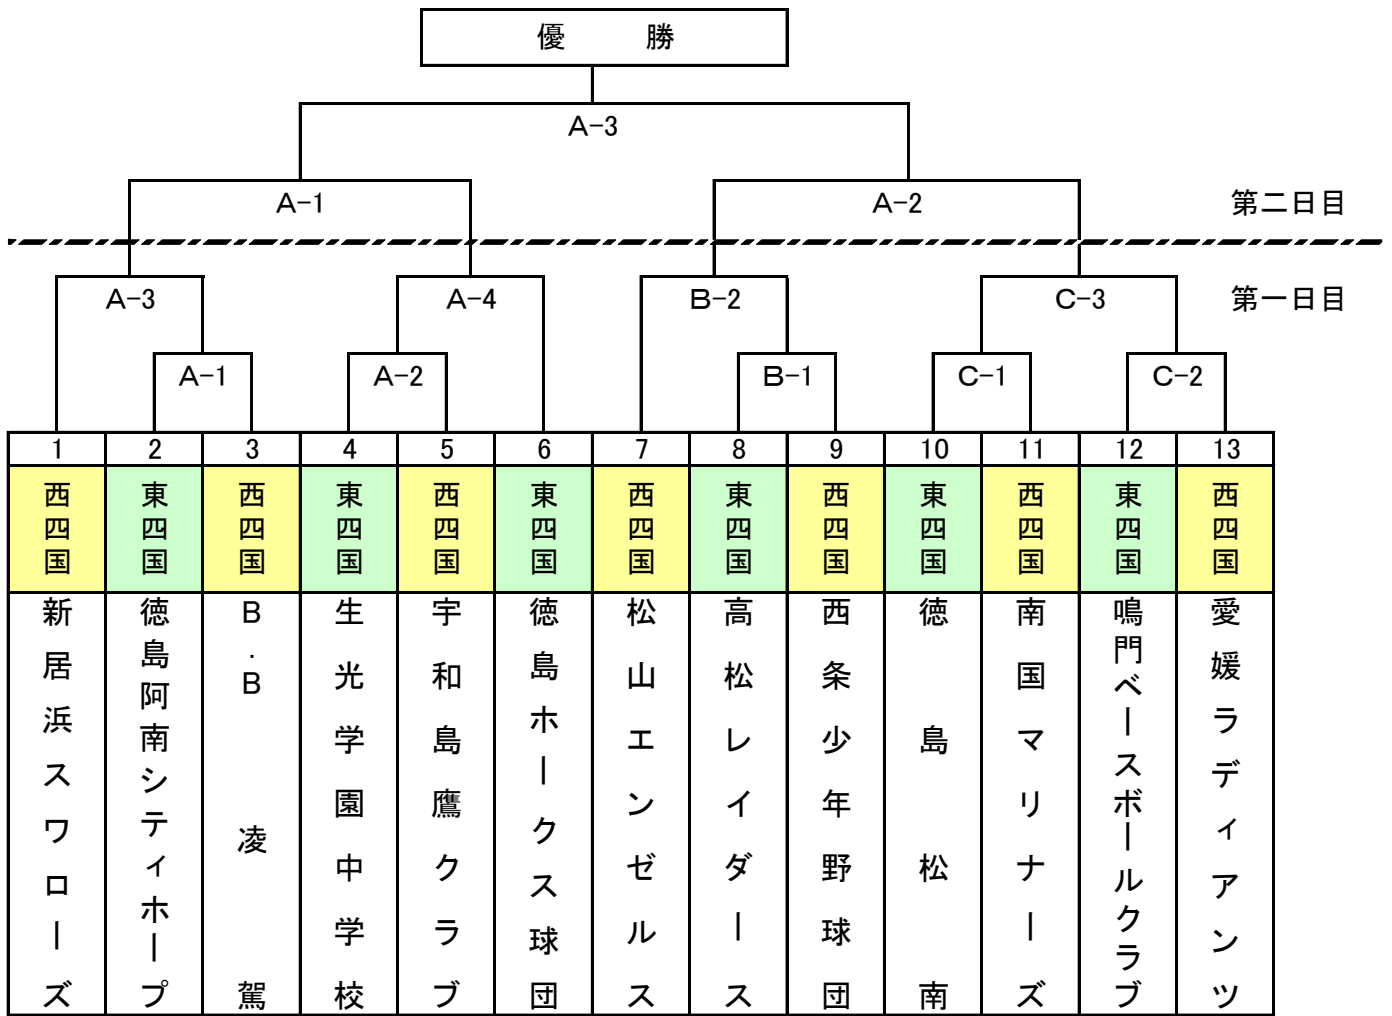 優 勝
A-3
A-1
A-2
第二日目
A-3
A-4
B-2
C-3
第一日目
A-1
A-2
B-1
C-1
C-2
1 2 3 4 5 6 7 8 9 10 11 12 13
西四国
東四国
西四国
東四国
西四国
東四国
西四国
東四国
西四国
東四国
西四国
東四国
西四国
新居浜スワローズ
徳島阿南シティホープ
B.B凌駕
生光学園中学校
宇和島鷹クラブ
徳島ホークス球団
松山エンゼルス
高松レイダース
西条少年野球団
徳島松南
南国マリナーズ
鳴門ベースボールクラブ
愛媛ラディアンツ